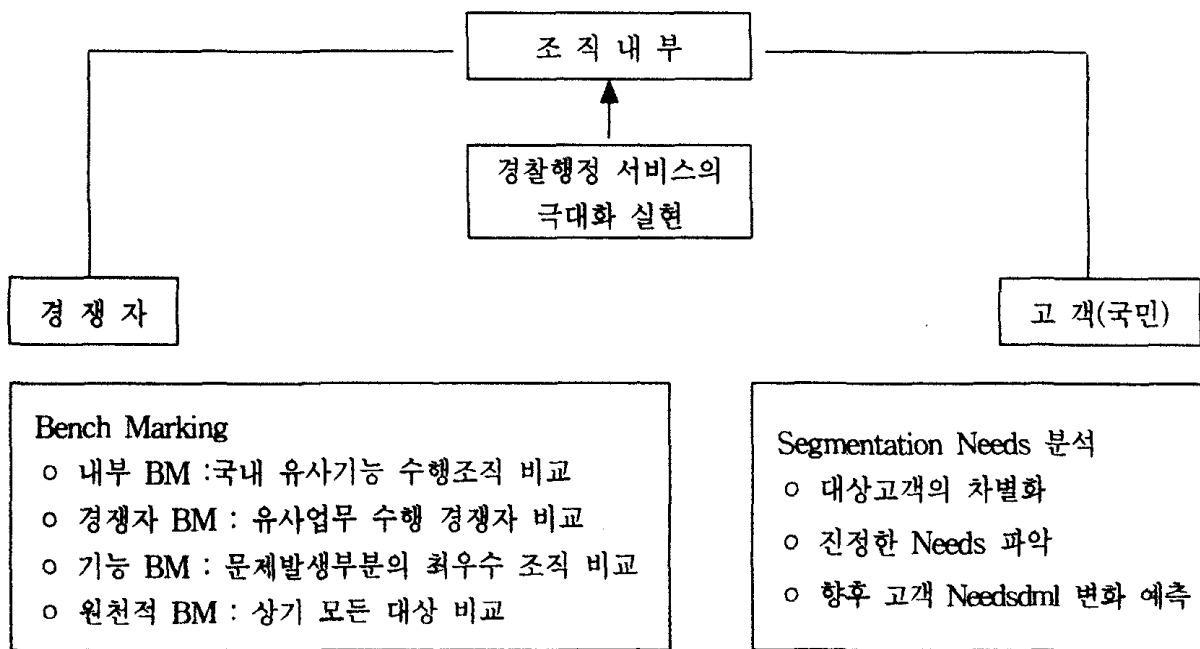 조 직 내 부
경찰행정 서비스의
극대화 실현
경 쟁 자
고 객(국민)
Bench Marking
○ 내부 BM :국내 유사기능 수행조직 비교
○ 경쟁자 BM : 유사업무 수행 경쟁자 비교
○ 기능 BM : 문제발생부분의 최우수 조직 비교
○ 원천적 BM : 상기 모든 대상 비교
Segmentation Needs 분석
○ 대상고객의 차별화
○ 진정한 Needs 파악
○ 향후 고객 Needsdml 변화 예측